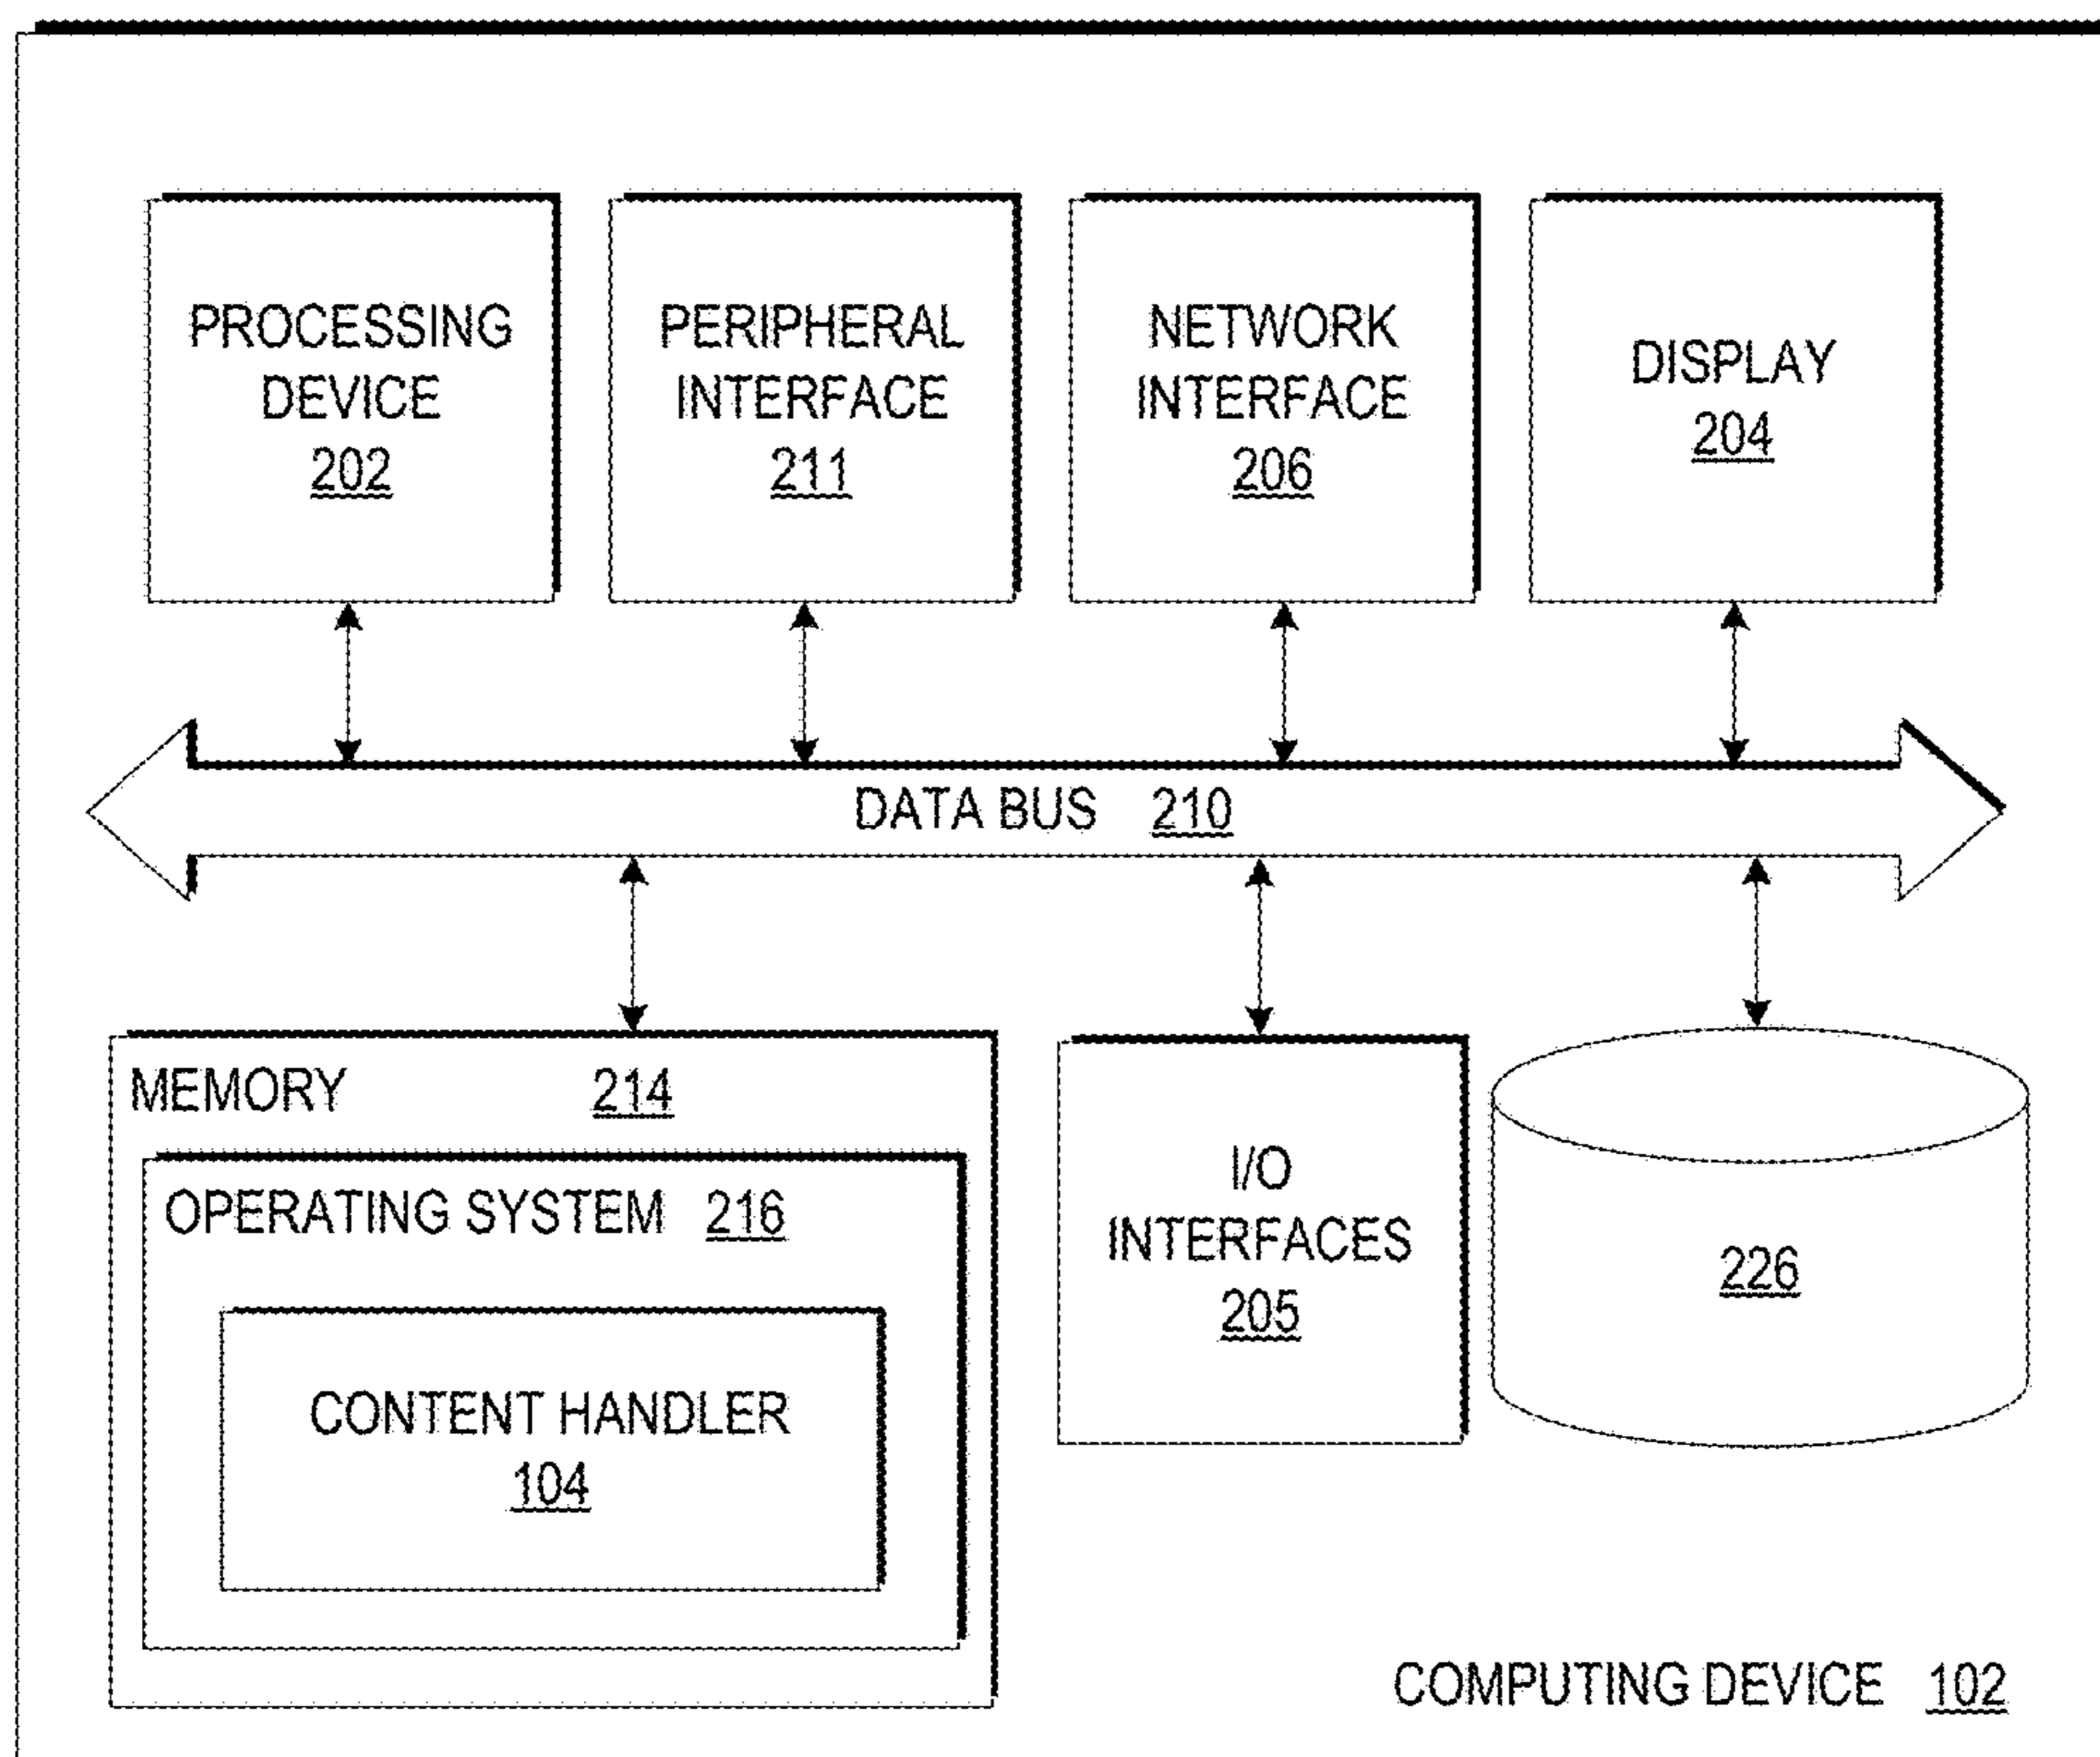 PROCESSING
DEVICE
202
PERIPHERAL
INTERFACE
211
NETWORK
INTERFACE
206
DISPLAY
204
DATA BUS 210
MEMORY 214
OPERATING SYSTEM 216
CONTENT HANDLER
104
I/O
INTERFACES
205
226
COMPUTING DEVICE 102